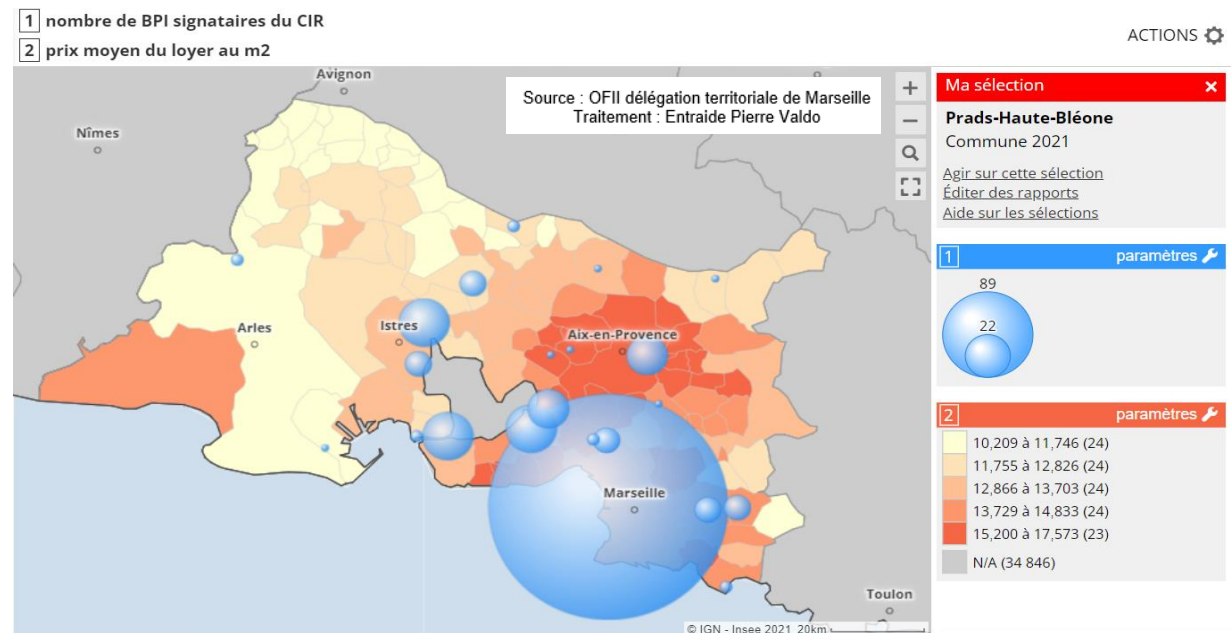 1 nombre de BPI signataires du CIR
2 prix moyen du loyer au m2
ACTIONS
Avignon
Source : OFII délégation territoriale de Marseille
Traitement : Entraide Pierre Valdo
Nîmes
Arles
Istres
Aix-en-Provence
Marseille
Toulon
© IGN - Insee 2021 20km
Ma sélection
Prads-Haute-Bléone
Commune 2021
Agir sur cette sélection
Éditer des rapports
Aide sur les sélections
1 paramètres
89
22
2 paramètres
10,209 à 11,746 (24)
11,755 à 12,826 (24)
12,866 à 13,703 (24)
13,729 à 14,833 (24)
15,200 à 17,573 (23)
N/A (34 846)